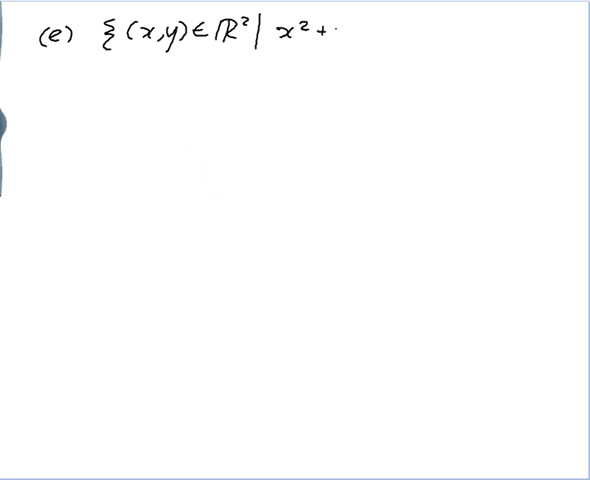 (e) { (x,y) ∈ ℝ² | x² +